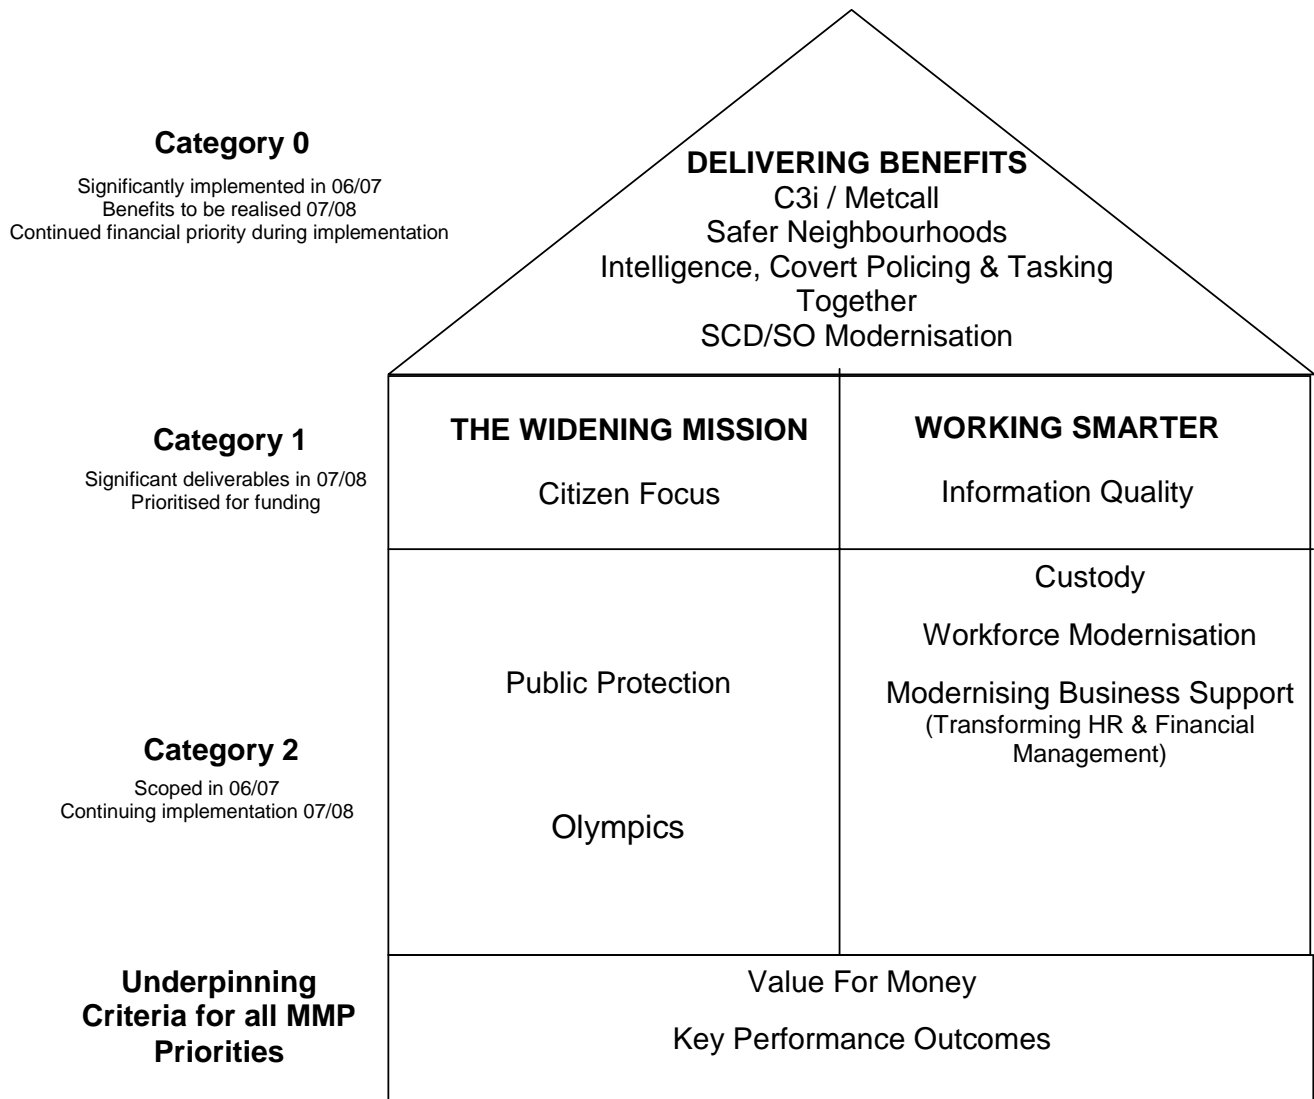 Category 0
Significantly implemented in 06/07
Benefits to be realised 07/08
Continued financial priority during implementation
DELIVERING BENEFITS
C3i / Metcall
Safer Neighbourhoods
Intelligence, Covert Policing & Tasking
Together
SCD/SO Modernisation
Category 1
Significant deliverables in 07/08
Prioritised for funding
THE WIDENING MISSION
Citizen Focus
WORKING SMARTER
Information Quality
Category 2
Scoped in 06/07
Continuing implementation 07/08
Public Protection
Olympics
Custody
Workforce Modernisation
Modernising Business Support
(Transforming HR & Financial
Management)
Underpinning
Criteria for all MMP
Priorities
Value For Money
Key Performance Outcomes